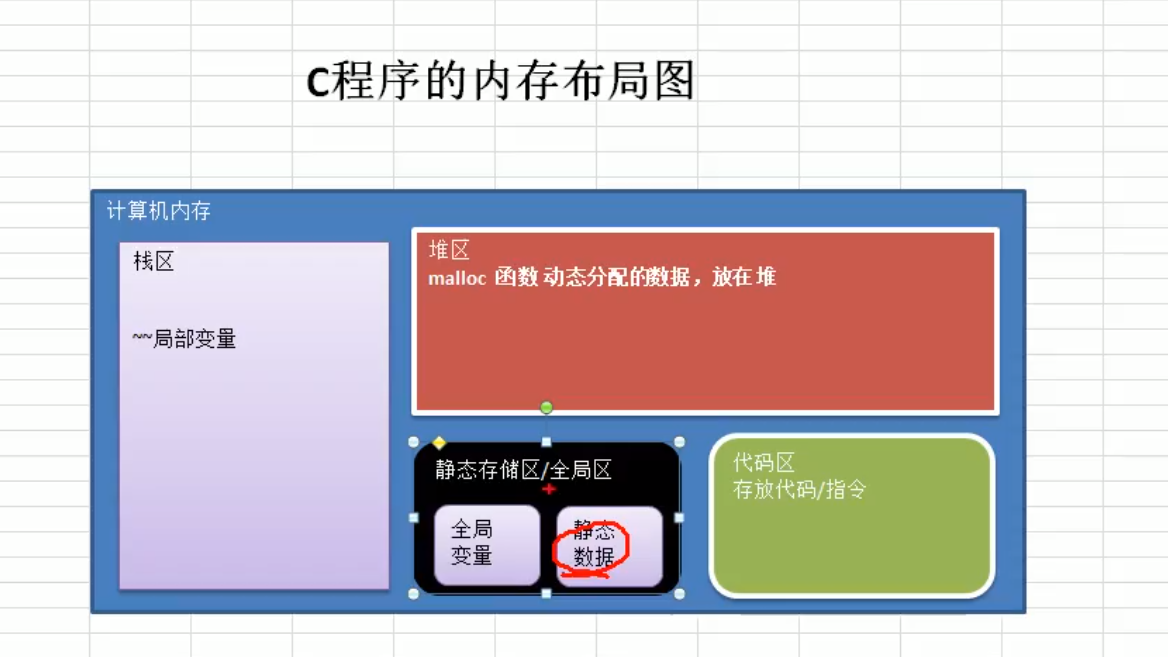 C程序的内存布局图
计算机内存
栈区
~~局部变量
堆区
malloc 函数 动态分配的数据，放在 堆
静态存储区/全局区
全局
变量
静态
数据
代码区
存放代码/指令